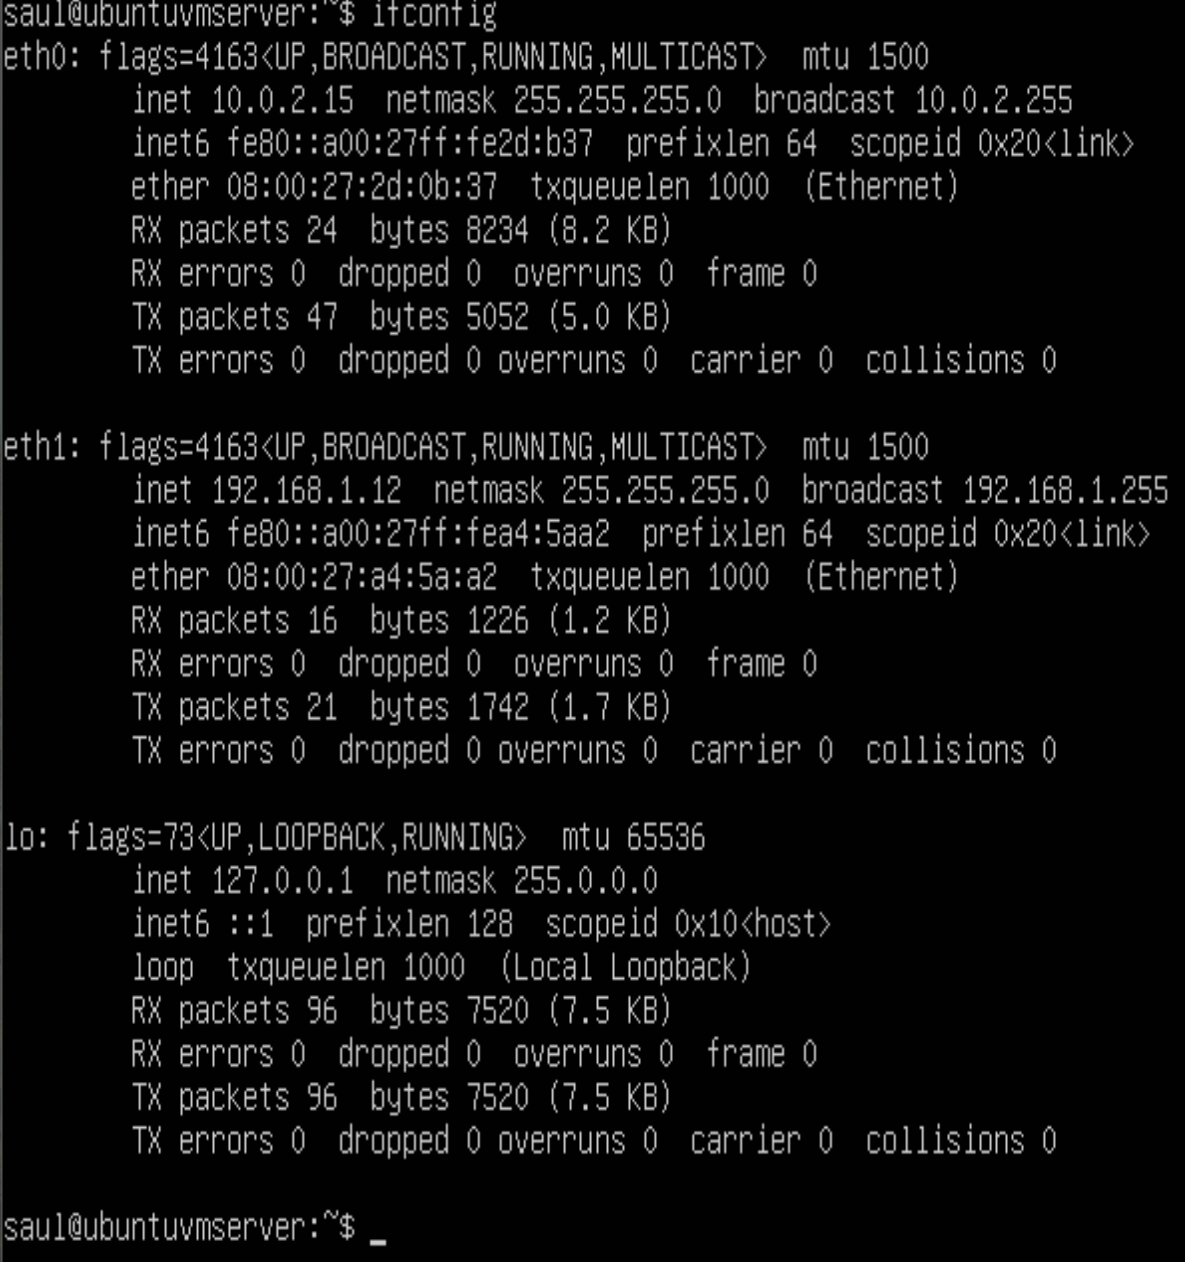 saul@ubuntuvmserver:~$ ifconfig
eth0: flags=4163<UP,BROADCAST,RUNNING,MULTICAST>  mtu 1500
        inet 10.0.2.15  netmask 255.255.255.0  broadcast 10.0.2.255
        inet6 fe80::a00:27ff:fe2d:b37  prefixlen 64  scopeid 0x20<link>
        ether 08:00:27:2d:0b:37  txqueuelen 1000  (Ethernet)
        RX packets 24  bytes 8234 (8.2 KB)
        RX errors 0  dropped 0  overruns 0  frame 0
        TX packets 47  bytes 5052 (5.0 KB)
        TX errors 0  dropped 0 overruns 0  carrier 0  collisions 0

eth1: flags=4163<UP,BROADCAST,RUNNING,MULTICAST>  mtu 1500
        inet 192.168.1.12  netmask 255.255.255.0  broadcast 192.168.1.255
        inet6 fe80::a00:27ff:fea4:5aa2  prefixlen 64  scopeid 0x20<link>
        ether 08:00:27:a4:5a:a2  txqueuelen 1000  (Ethernet)
        RX packets 16  bytes 1226 (1.2 KB)
        RX errors 0  dropped 0  overruns 0  frame 0
        TX packets 21  bytes 1742 (1.7 KB)
        TX errors 0  dropped 0 overruns 0  carrier 0  collisions 0

lo: flags=73<UP,LOOPBACK,RUNNING>  mtu 65536
        inet 127.0.0.1  netmask 255.0.0.0
        inet6 ::1  prefixlen 128  scopeid 0x10<host>
        loop  txqueuelen 1000  (Local Loopback)
        RX packets 96  bytes 7520 (7.5 KB)
        RX errors 0  dropped 0  overruns 0  frame 0
        TX packets 96  bytes 7520 (7.5 KB)
        TX errors 0  dropped 0 overruns 0  carrier 0  collisions 0

saul@ubuntuvmserver:~$ _